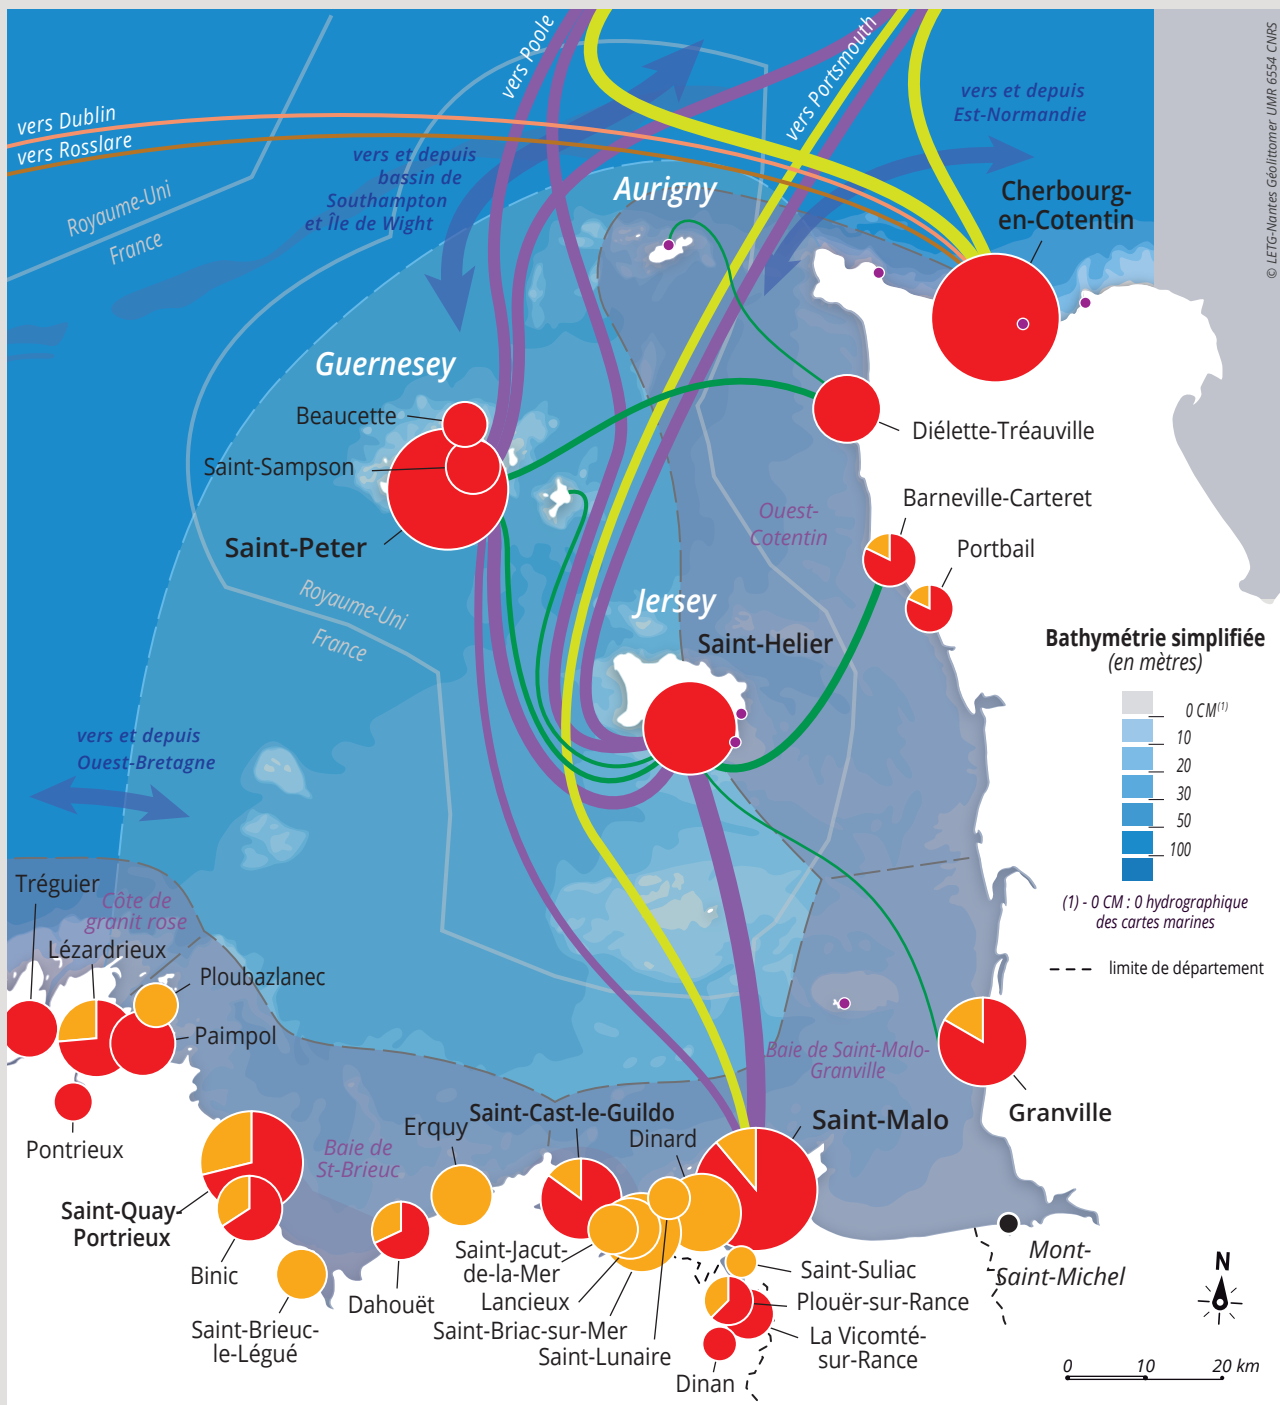 © LETG-Nantes Géolittomer UMR 6554 CNRS
vers Poole
vers Portsmouth
vers et depuis
Est-Normandie
vers Dublin
vers Rosslare
vers et depuis
bassin de
Southampton
et Île de Wight
Aurigny
Cherbourg-
en-Cotentin
Royaume-Uni
France
Guernesey
Beaucette
Saint-Sampson
Diélette-Tréauville
Barneville-Carteret
Ouest-
Cotentin
Saint-Peter
Portbail
Royaume-Uni
France
Jersey
Saint-Helier
Bathymétrie simplifiée
(en mètres)
0 CM(1)
10
20
30
50
100
(1) - 0 CM : 0 hydrographique
des cartes marines
limite de département
vers et depuis
Ouest-Bretagne
Tréguier
Côte de
granit rose
Lézardrieux
Ploubazlanec
Paimpol
Pontrieux
Baie de Saint-Malo-
Granville
Granville
Saint-Malo
Saint-Cast-le-Guildo
Erquy
Dinard
Baie de
St-Brieuc
Saint-Quay-
Portrieux
Binic
Saint-Brieuc-
le-Légué
Dahouët
Saint-Jacut-
de-la-Mer
Lancieux
Saint-Briac-sur-Mer
Saint-Lunaire
Saint-Suliac
Plouër-sur-Rance
La Vicomté-
sur-Rance
Dinan
Mont-
Saint-Michel
N
0 10 20 km